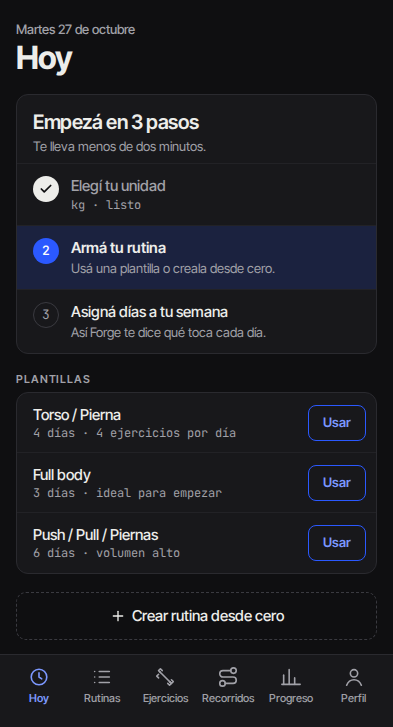 Martes 27 de octubre
Hoy
Empezá en 3 pasos
Te lleva menos de dos minutos.
Elegí tu unidad
kg · listo
2
Armá tu rutina
Usá una plantilla o creala desde cero.
3
Asigná días a tu semana
Así Forge te dice qué toca cada día.
PLANTILLAS
Torso / Pierna
4 días · 4 ejercicios por día
Usar
Full body
3 días · ideal para empezar
Usar
Push / Pull / Piernas
6 días · volumen alto
Usar
+ Crear rutina desde cero
Hoy Rutinas Ejercicios Recorridos Progreso Perfil